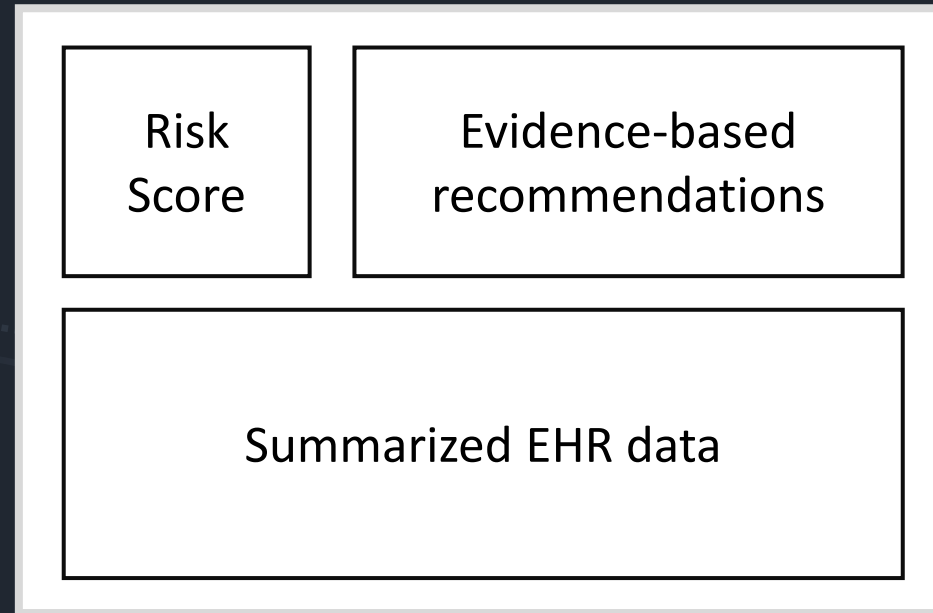 Risk
Score
Evidence-based
recommendations
Summarized EHR data